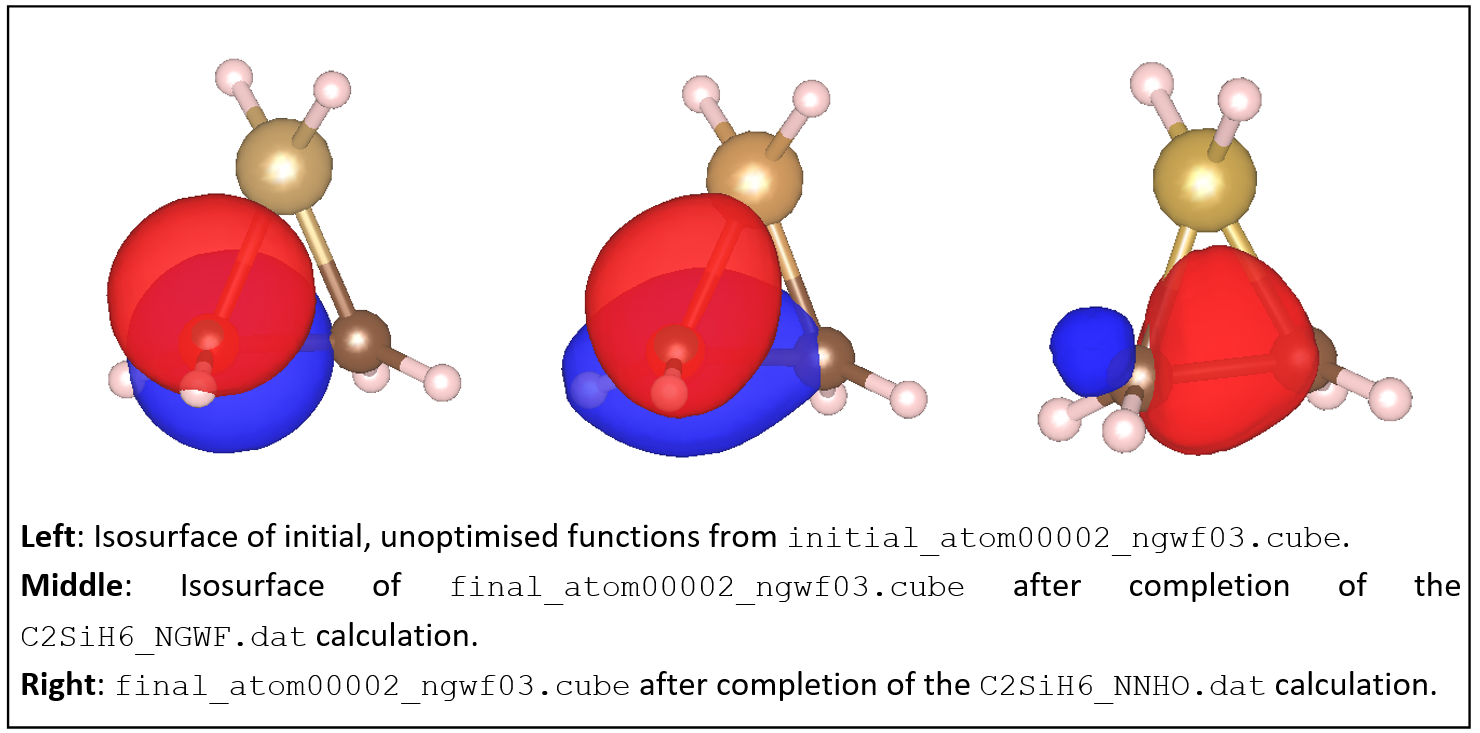 Left: Isosurface of initial, unoptimised functions from initial_atom00002_ngwf03.cube.
Middle: Isosurface of final_atom00002_ngwf03.cube after completion of the
C2SiH6_NGWF.dat calculation.
Right: final_atom00002_ngwf03.cube after completion of the C2SiH6_NNHO.dat calculation.